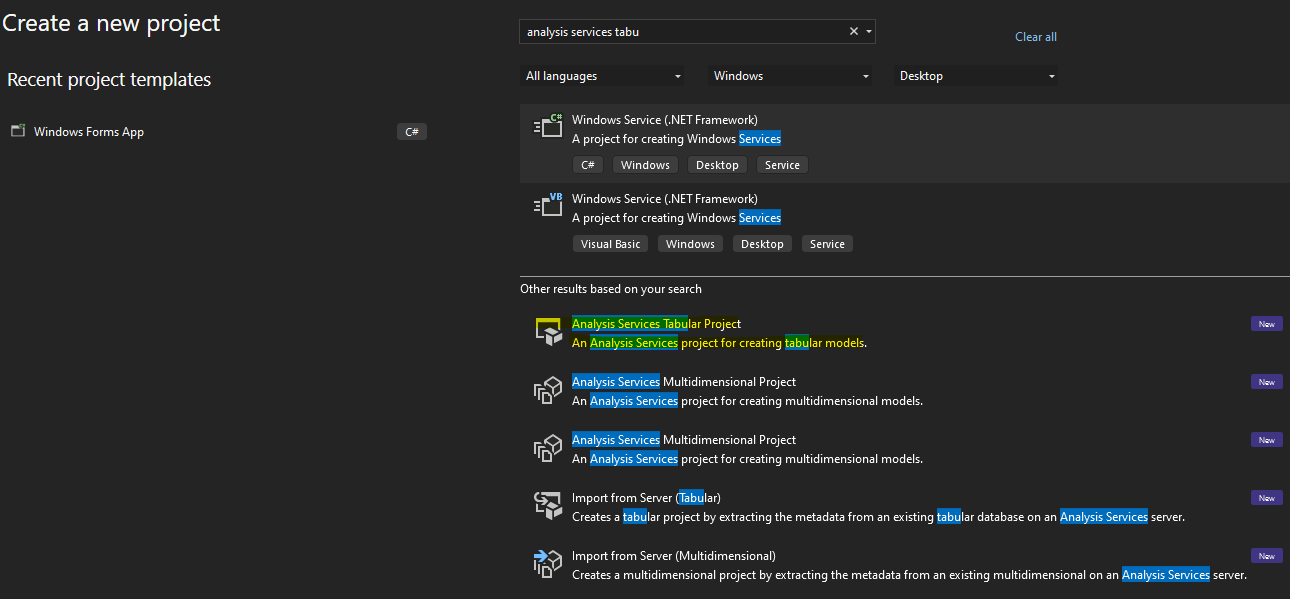 Create a new project
Recent project templates
Windows Forms App
C#
analysis services tabu
Clear all
All languages
Windows
Desktop
C#
Windows Service (.NET Framework)
A project for creating Windows Services
C#
Windows
Desktop
Service
VB
Windows Service (.NET Framework)
A project for creating Windows Services
Visual Basic
Windows
Desktop
Service
Other results based on your search
Analysis Services Tabular Project
New
An Analysis Services project for creating tabular models.
Analysis Services Multidimensional Project
New
An Analysis Services project for creating multidimensional models.
Analysis Services Multidimensional Project
New
An Analysis Services project for creating multidimensional models.
Import from Server (Tabular)
New
Creates a tabular project by extracting the metadata from an existing tabular database on an Analysis Services server.
Import from Server (Multidimensional)
New
Creates a multidimensional project by extracting the metadata from an existing multidimensional on an Analysis Services server.